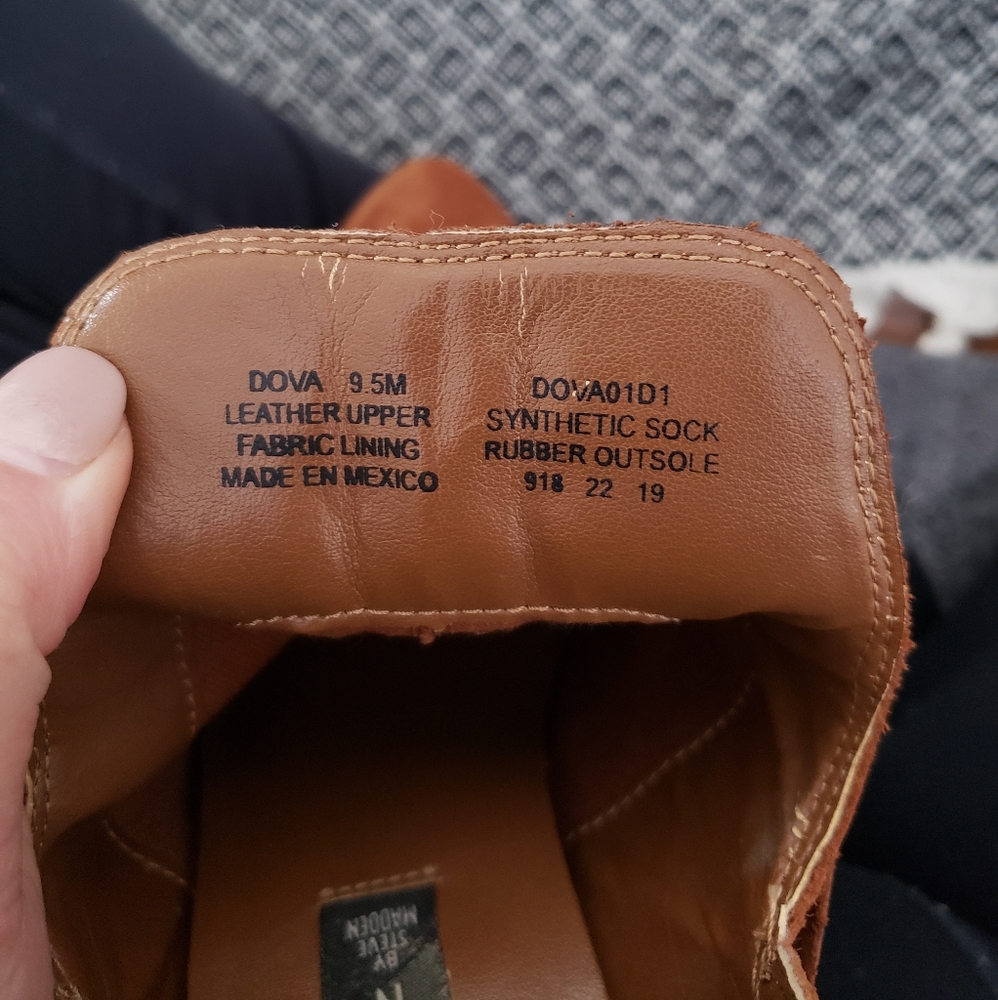 DOVA 9.5M
LEATHER UPPER
FABRIC LINING
MADE EN MEXICO
DOVA01D1
SYNTHETIC SOCK
RUBBER OUTSOLE
918 22 19
BY
STEVE
MADDEN